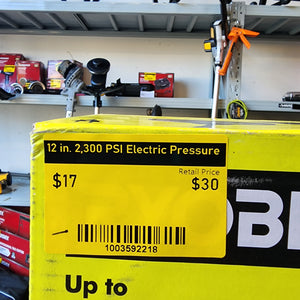 12 in. 2,300 PSI Electric Pressure
Retail Price
$17 $30
1003592218
OBI
Up to